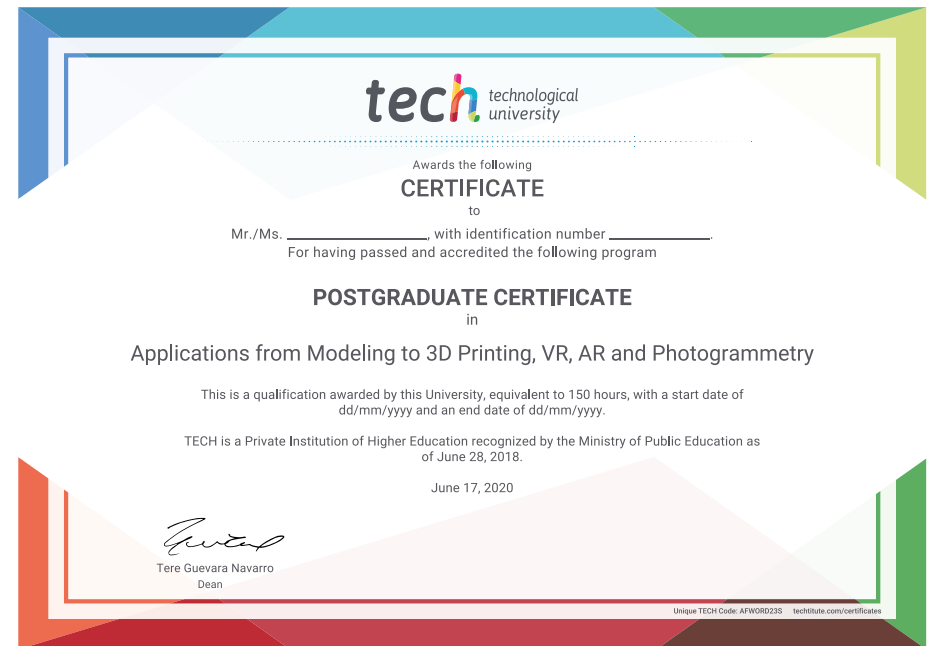 tech technological
university
Awards the following
CERTIFICATE
to
Mr./Ms. ____________________, with identification number ______________.
For having passed and accredited the following program
POSTGRADUATE CERTIFICATE
in
Applications from Modeling to 3D Printing, VR, AR and Photogrammetry
This is a qualification awarded by this University, equivalent to 150 hours, with a start date of
dd/mm/yyyy and an end date of dd/mm/yyyy.
TECH is a Private Institution of Higher Education recognized by the Ministry of Public Education as
of June 28, 2018.
June 17, 2020
Tere Guevara Navarro
Dean
Unique TECH Code: AFWORD23S techtitute.com/certificates